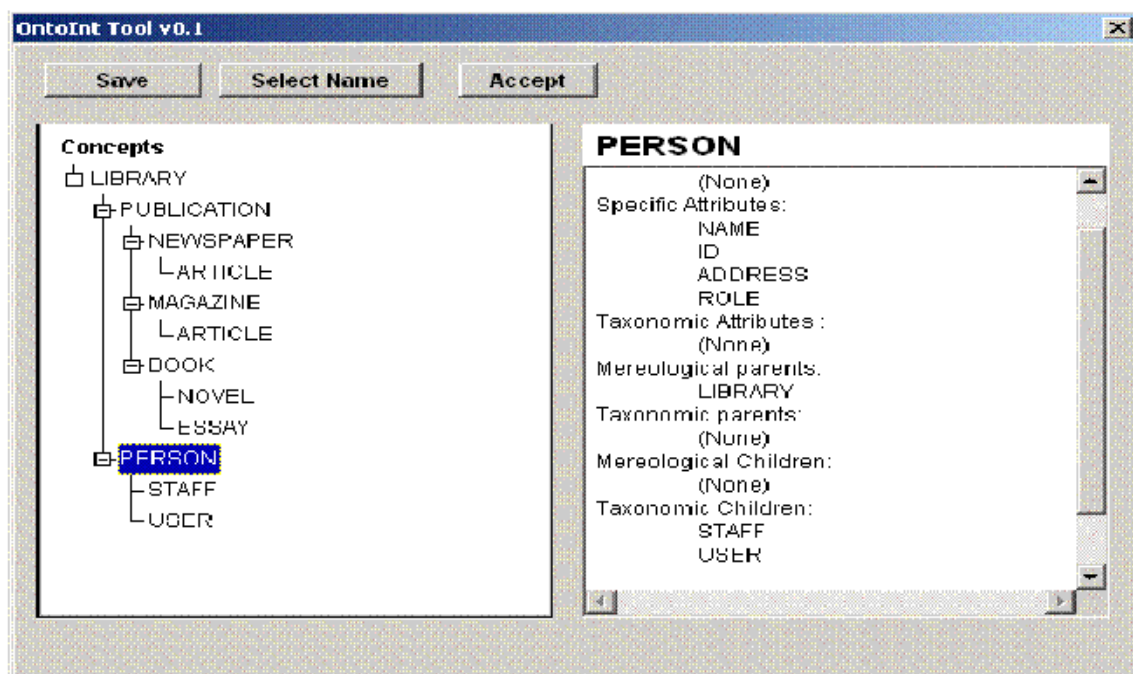 OntoInt Tool v0.1
Save Select Name Accept
Concepts
LIBRARY
PUBLICATION
NEWSPAPER
ARTICLE
MAGAZINE
ARTICLE
BOOK
NOVEL
ESSAY
PERSON
STAFF
USER
PERSON
(None)
Specific Attributes:
NAME
ID
ADDRESS
ROLE
Taxonomic Attributes :
(None)
Mereological parents:
LIBRARY
Taxonomic parents:
(None)
Mereological Children:
(None)
Taxonomic Children:
STAFF
USER